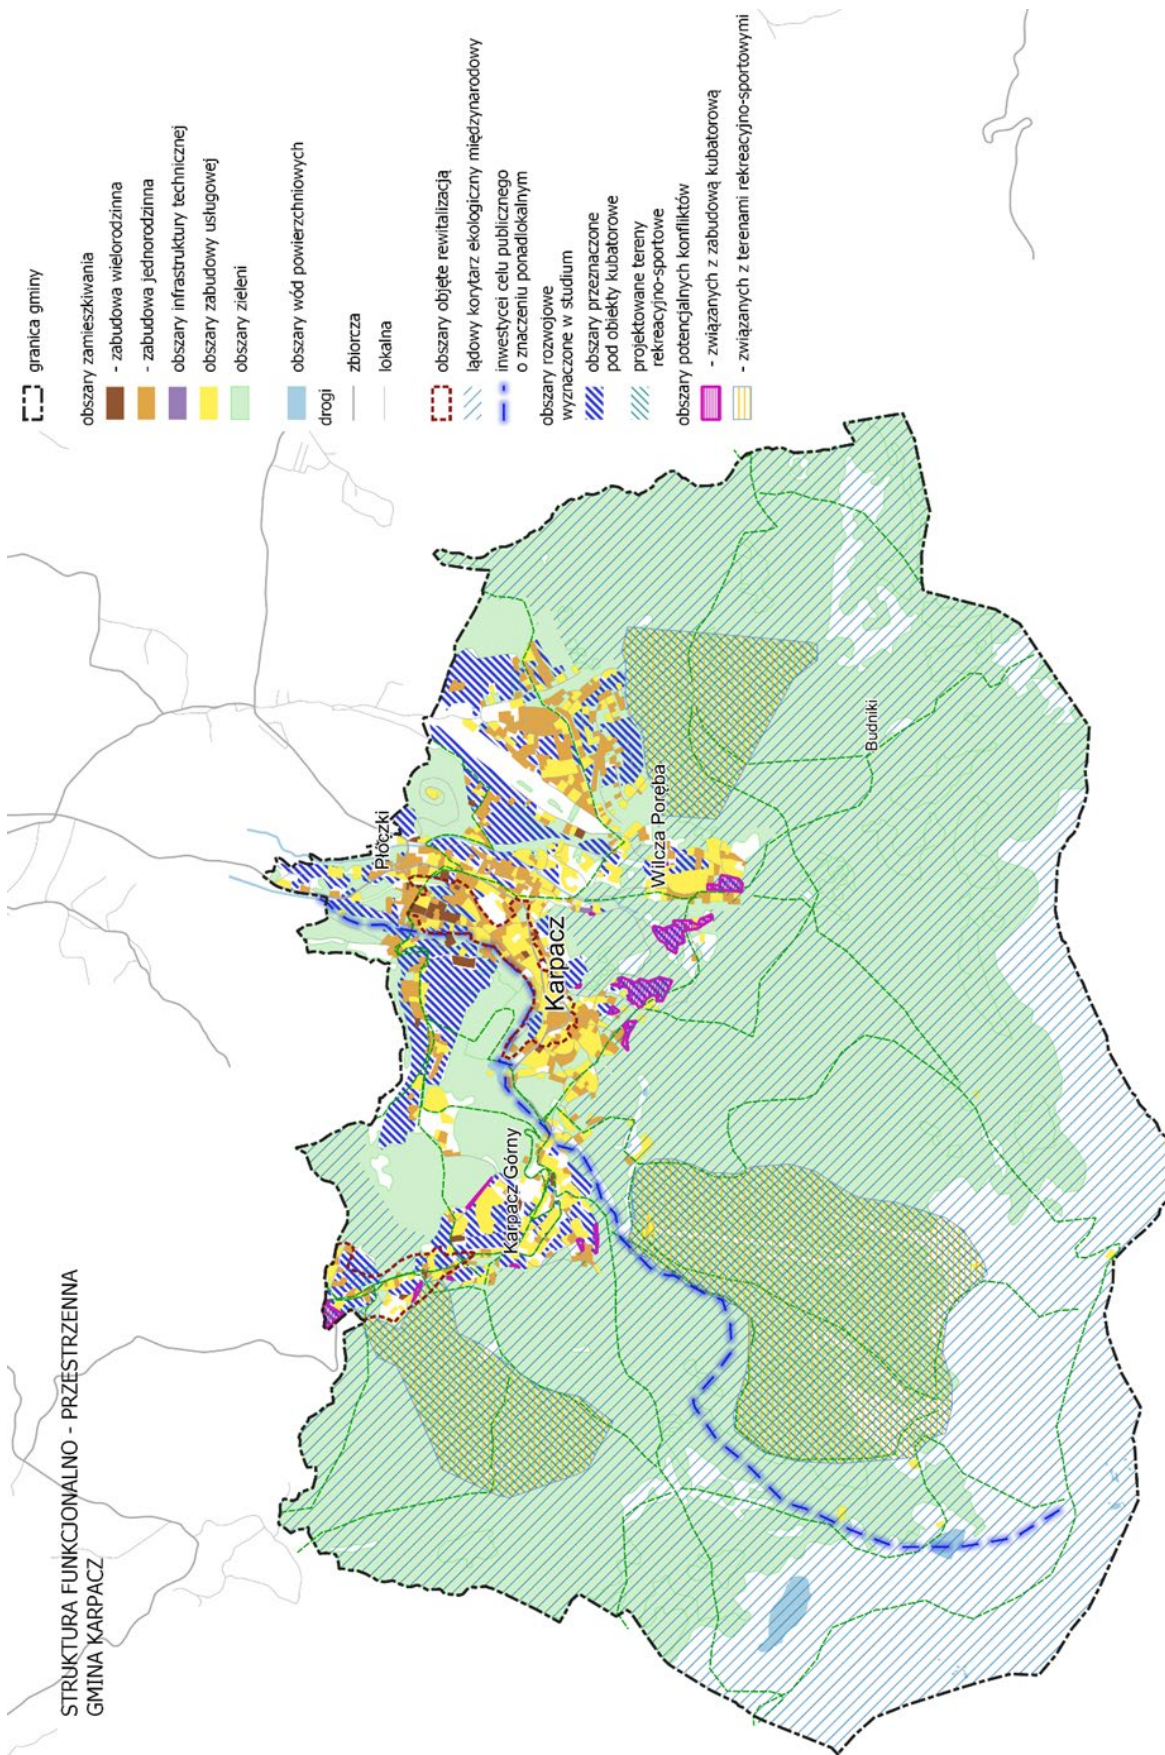 STRUKTURA FUNKCJONALNO - PRZESTRZENNA
GMINA KARPACZ
granica gminy
obszary zamieszkiwania
- zabudowa wielorodzinna
- zabudowa jednorodzinna
obszary infrastruktury technicznej
obszary zabudowy usługowej
obszary zieleni
obszary wód powierzchniowych
drogi
zbiorcza
lokalna
obszary objęte rewitalizacją
lądowy korytarz ekologiczny międzynarodowy
inwestycei celu publicznego
o znaczeniu ponadlokalnym
obszary rozwojowe
wyznaczone w studium
obszary przeznaczone
pod obiekty kubatorowe
projektowane tereny
rekreacyjno-sportowe
obszary potencjalnych konfliktów
- związanych z zabudową kubatorową
- związanych z terenami rekreacyjno-sportowymi
Płóczki
Karpacz
Wilcza Poręba
Karpacz Górny
Budniki